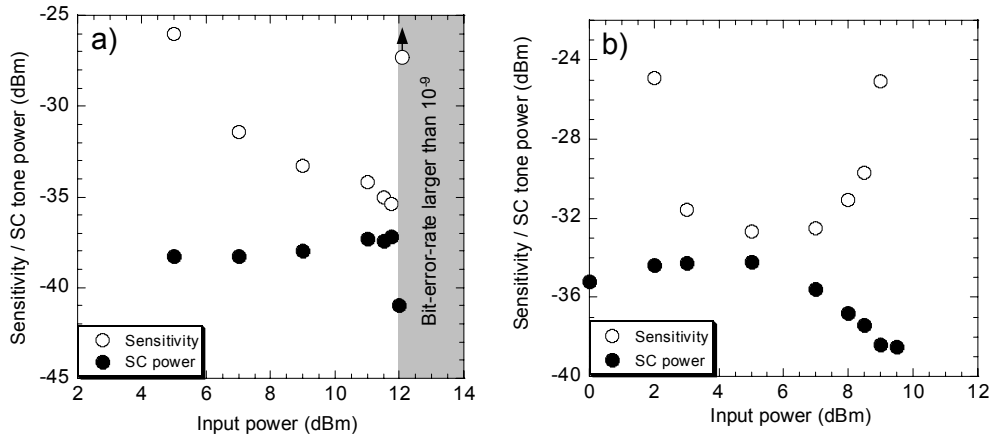 a)
Sensitivity / SC tone power (dBm)
-25
-30
-35
-40
-45
2 4 6 8 10 12 14
Input power (dBm)
Sensitivity
SC power
Bit-error-rate larger than 10⁻⁹
b)
Sensitivity / SC tone power (dBm)
-24
-28
-32
-36
-40
0 2 4 6 8 10 12
Input power (dBm)
Sensitivity
SC power